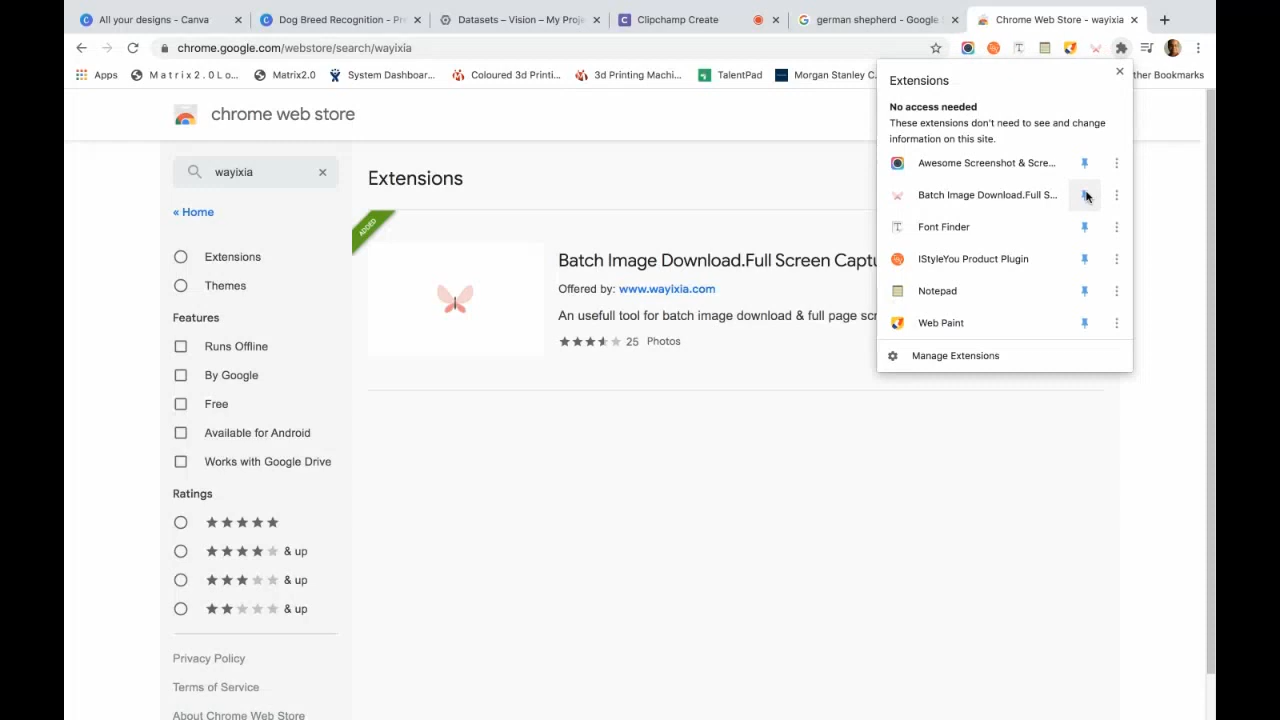 All your designs - Canva
Dog Breed Recognition - Pr
Datasets – Vision – My Proje
Clipchamp Create
german shepherd - Google
Chrome Web Store - wayixia
chrome.google.com/webstore/search/wayixia
Apps
M a t r i x 2 . 0 L o...
Matrix2.0
System Dashboar...
Coloured 3d Printi...
3d Printing Machi...
TalentPad
Morgan Stanley C.
ther Bookmarks
chrome web store
wayixia
« Home
Extensions
Themes
Features
Runs Offline
By Google
Free
Available for Android
Works with Google Drive
Ratings
& up
& up
& up
Privacy Policy
Terms of Service
About Chrome Web Store
Extensions
ADDED
Batch Image Download.Full Screen Captu
Offered by: www.wayixia.com
An usefull tool for batch image download & full page scr
25 Photos
Extensions
No access needed
These extensions don't need to see and change
information on this site.
Awesome Screenshot & Scre...
Batch Image Download.Full S...
Font Finder
IStyleYou Product Plugin
Notepad
Web Paint
Manage Extensions